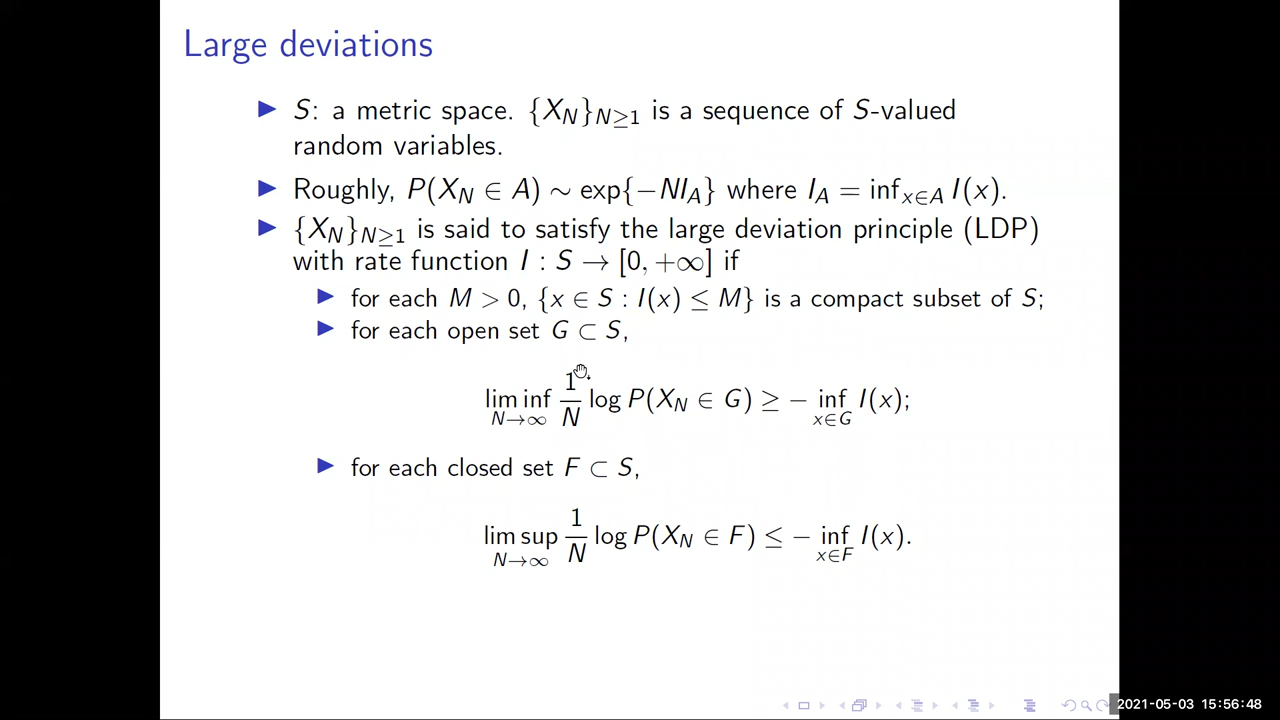 Large deviations
▶ S: a metric space. {X_N}_{N≥1} is a sequence of S-valued
random variables.
▶ Roughly, P(X_N ∈ A) ∼ exp{−NI_A} where I_A = inf_{x∈A} I(x).
▶ {X_N}_{N≥1} is said to satisfy the large deviation principle (LDP)
with rate function I : S → [0, +∞] if
▶ for each M > 0, {x ∈ S : I(x) ≤ M} is a compact subset of S;
▶ for each open set G ⊂ S,
lim inf_{N→∞} 1/N log P(X_N ∈ G) ≥ − inf_{x∈G} I(x);
▶ for each closed set F ⊂ S,
lim sup_{N→∞} 1/N log P(X_N ∈ F) ≤ − inf_{x∈F} I(x).
2021-05-03 15:56:48